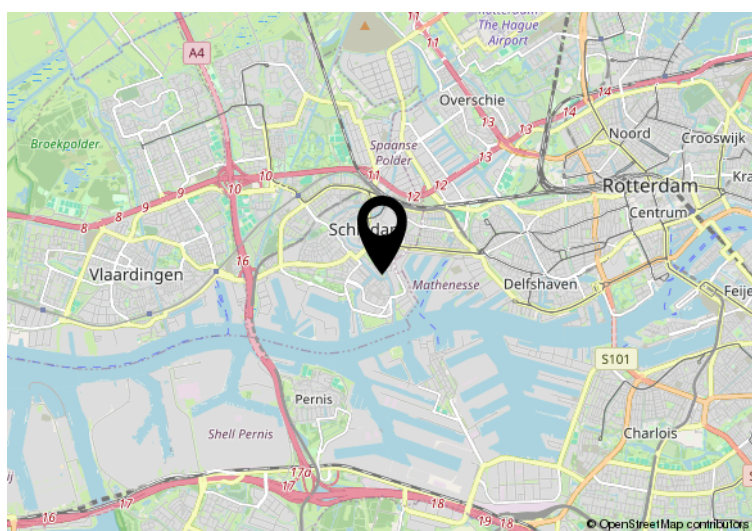 Rotterdam
The Hague
Airport
11
11
A4
14
14
Overschie
13
13
Noord
Crooswijk
Broekpolder
Spaanse
Polder
12
13
10
10
11
12
9
9
8
8
Rotterdam
Centrum
Vlaardingen
16
Mathenesse
Delfshaven
S101
Pernis
Shell Pernis
Charlois
17a
17
17
17
16
18
18
19
© OpenStreetMap contributors